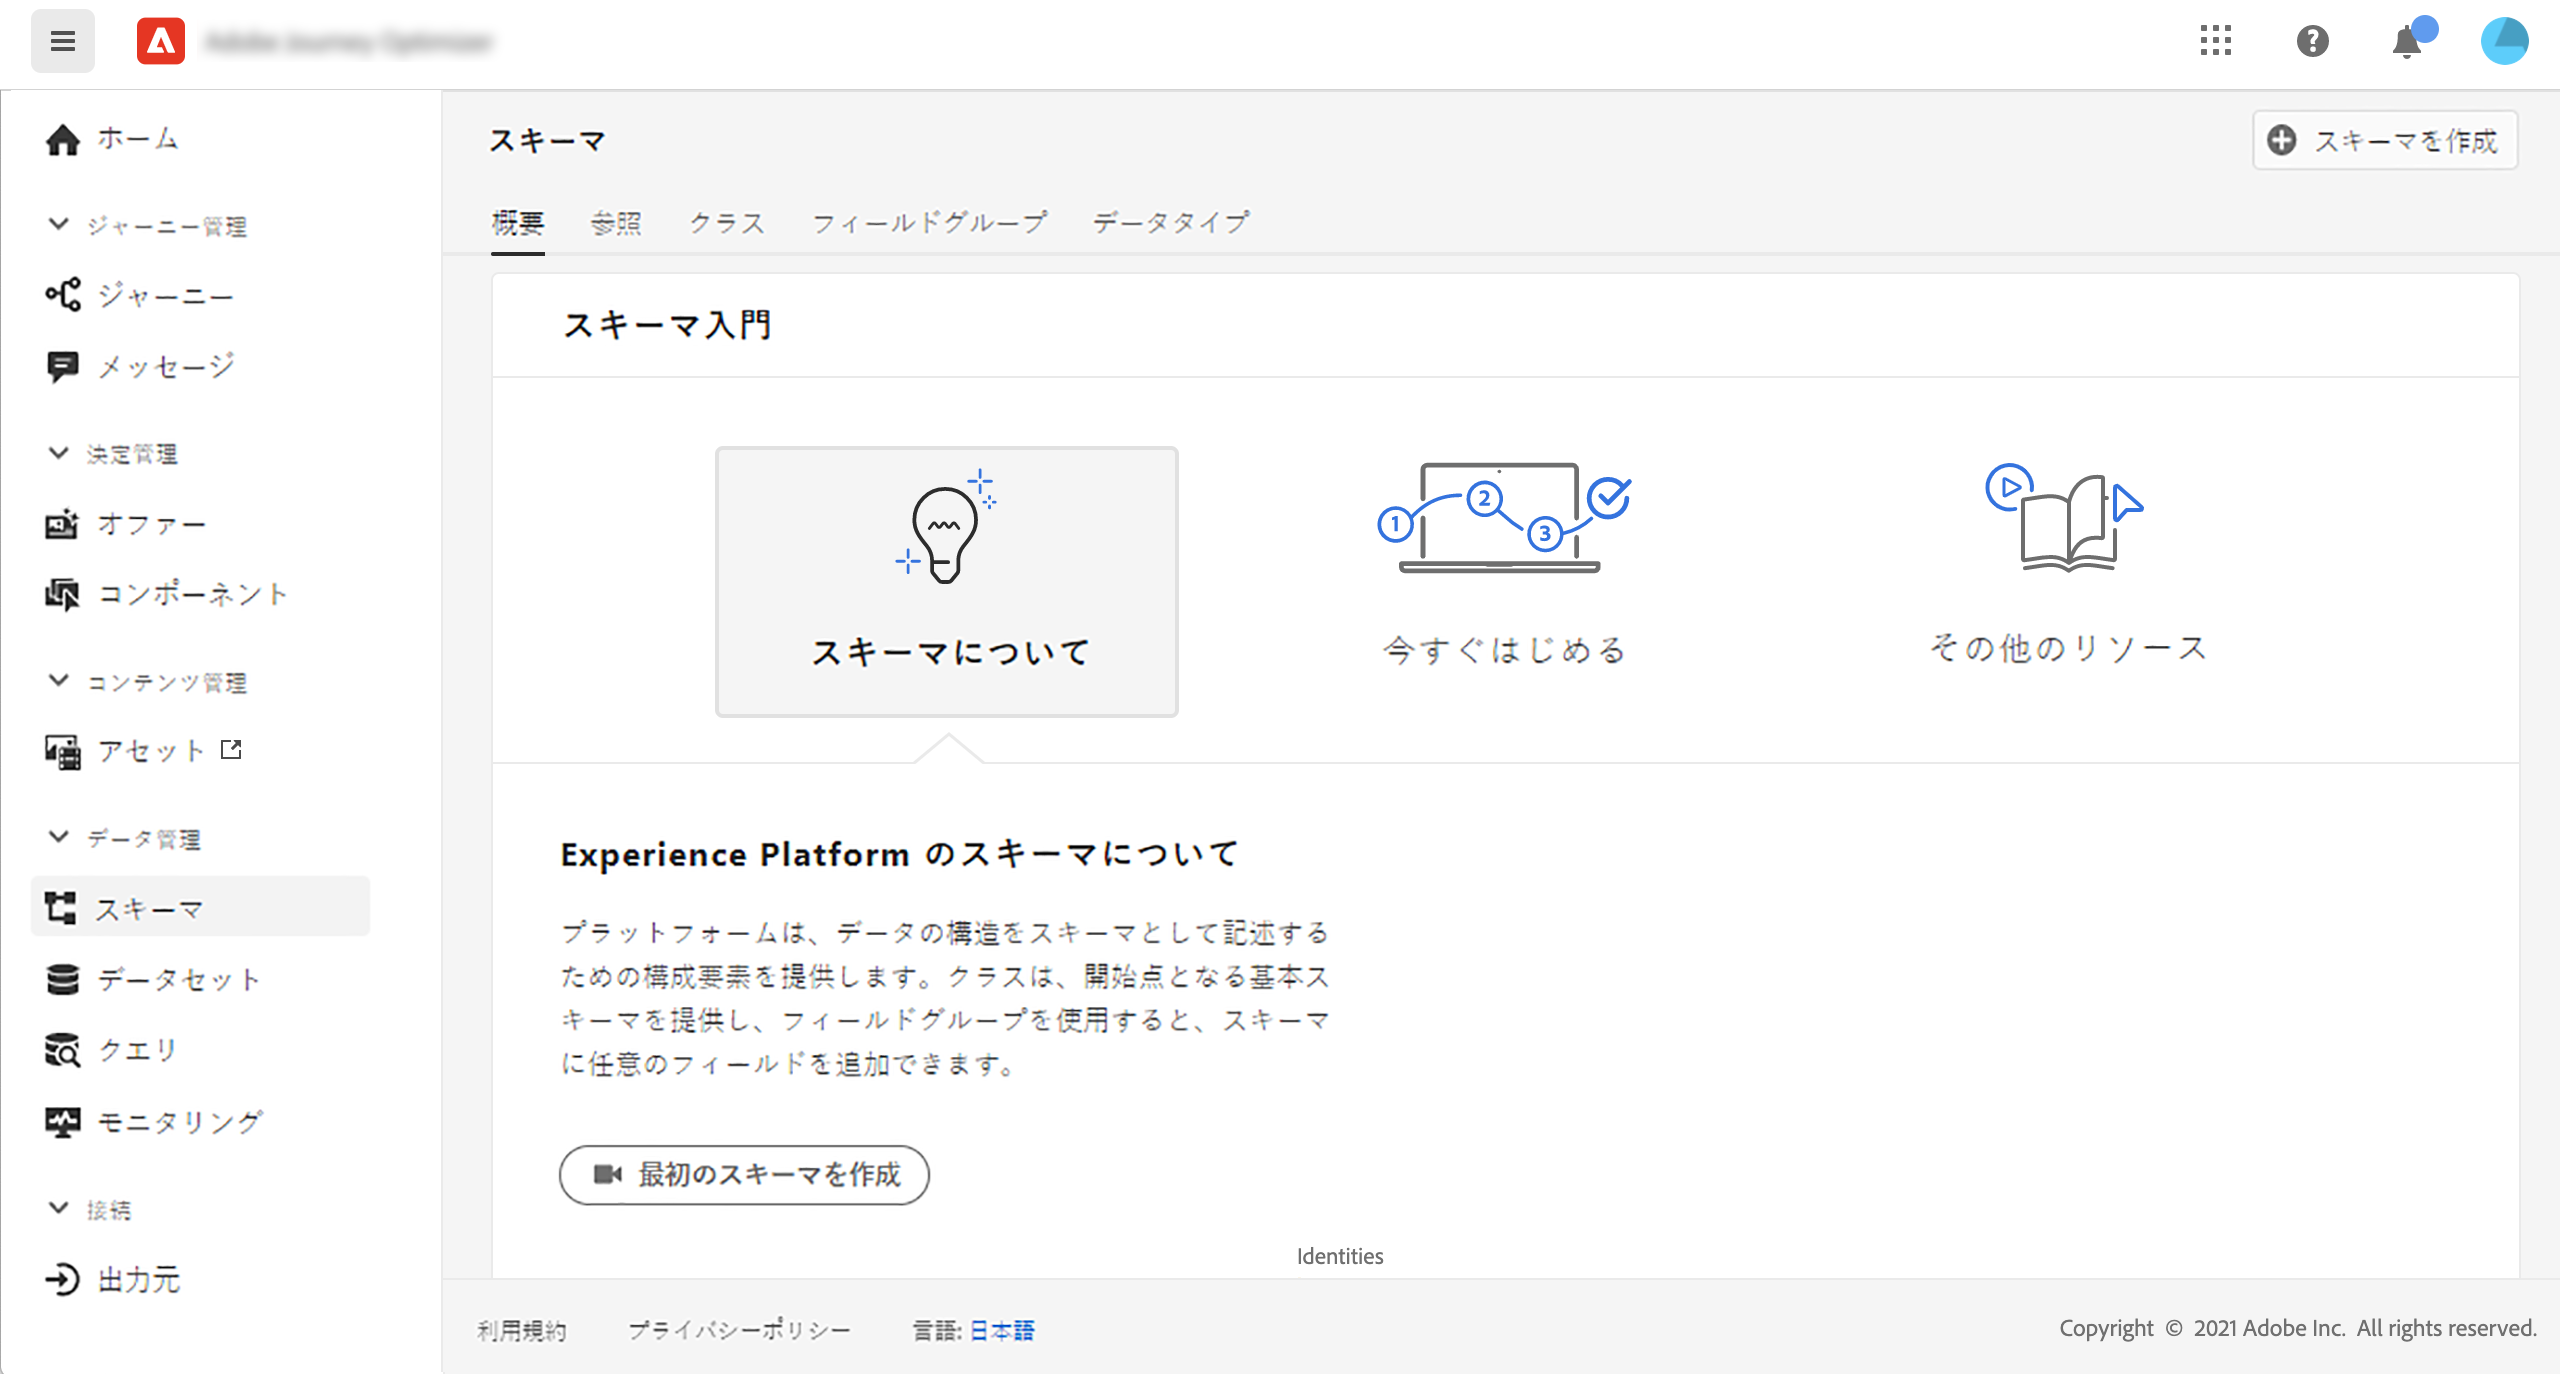 Adobe Journey Optimizer
ホーム
ジャーニー管理
ジャーニー
メッセージ
決定管理
オファー
コンポーネント
コンテンツ管理
アセット
データ管理
スキーマ
データセット
クエリ
モニタリング
接続
出力元
スキーマ
スキーマを作成
概要 参照 クラス フィールドグループ データタイプ
スキーマ入門
スキーマについて
1 2 3
今すぐはじめる
その他のリソース
Experience Platform のスキーマについて
プラットフォームは、データの構造をスキーマとして記述する
ための構成要素を提供します。クラスは、開始点となる基本ス
キーマを提供し、フィールドグループを使用すると、スキーマ
に任意のフィールドを追加できます。
最初のスキーマを作成
Identities
利用規約 プライバシーポリシー 言語: 日本語
Copyright © 2021 Adobe Inc. All rights reserved.